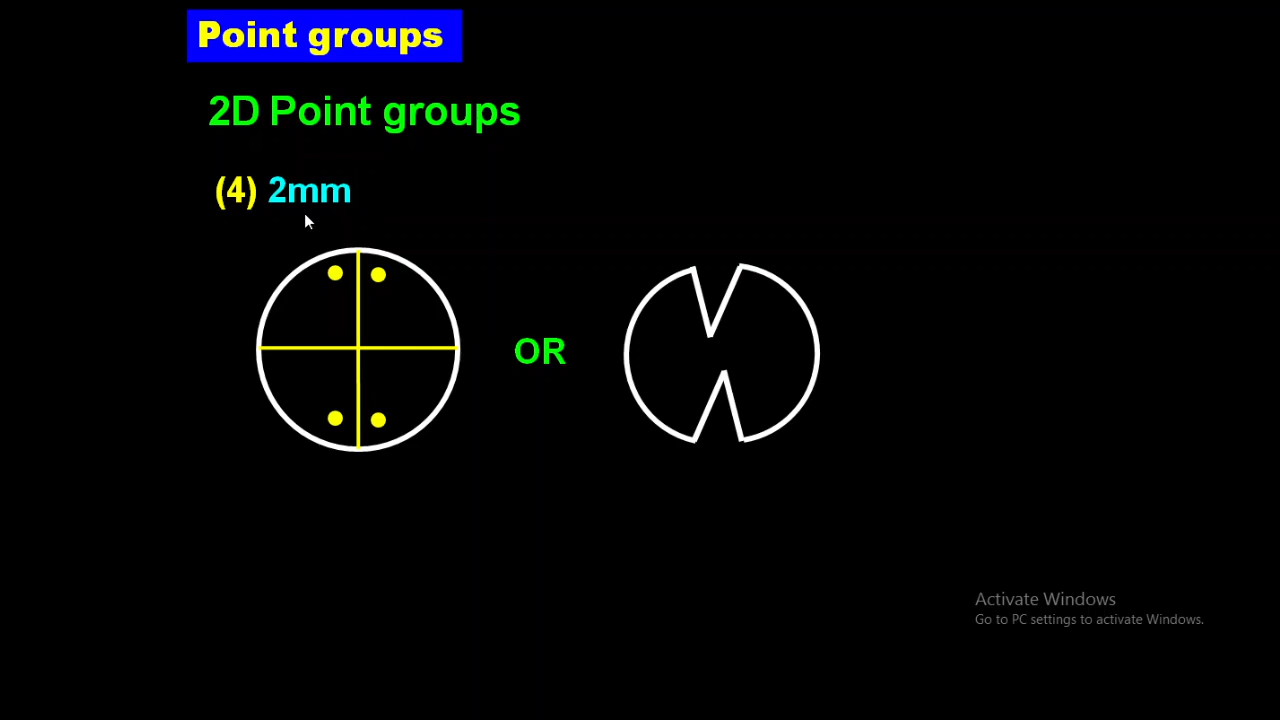 Point groups
2D Point groups
(4) 2mm
OR
Activate Windows
Go to PC settings to activate Windows.